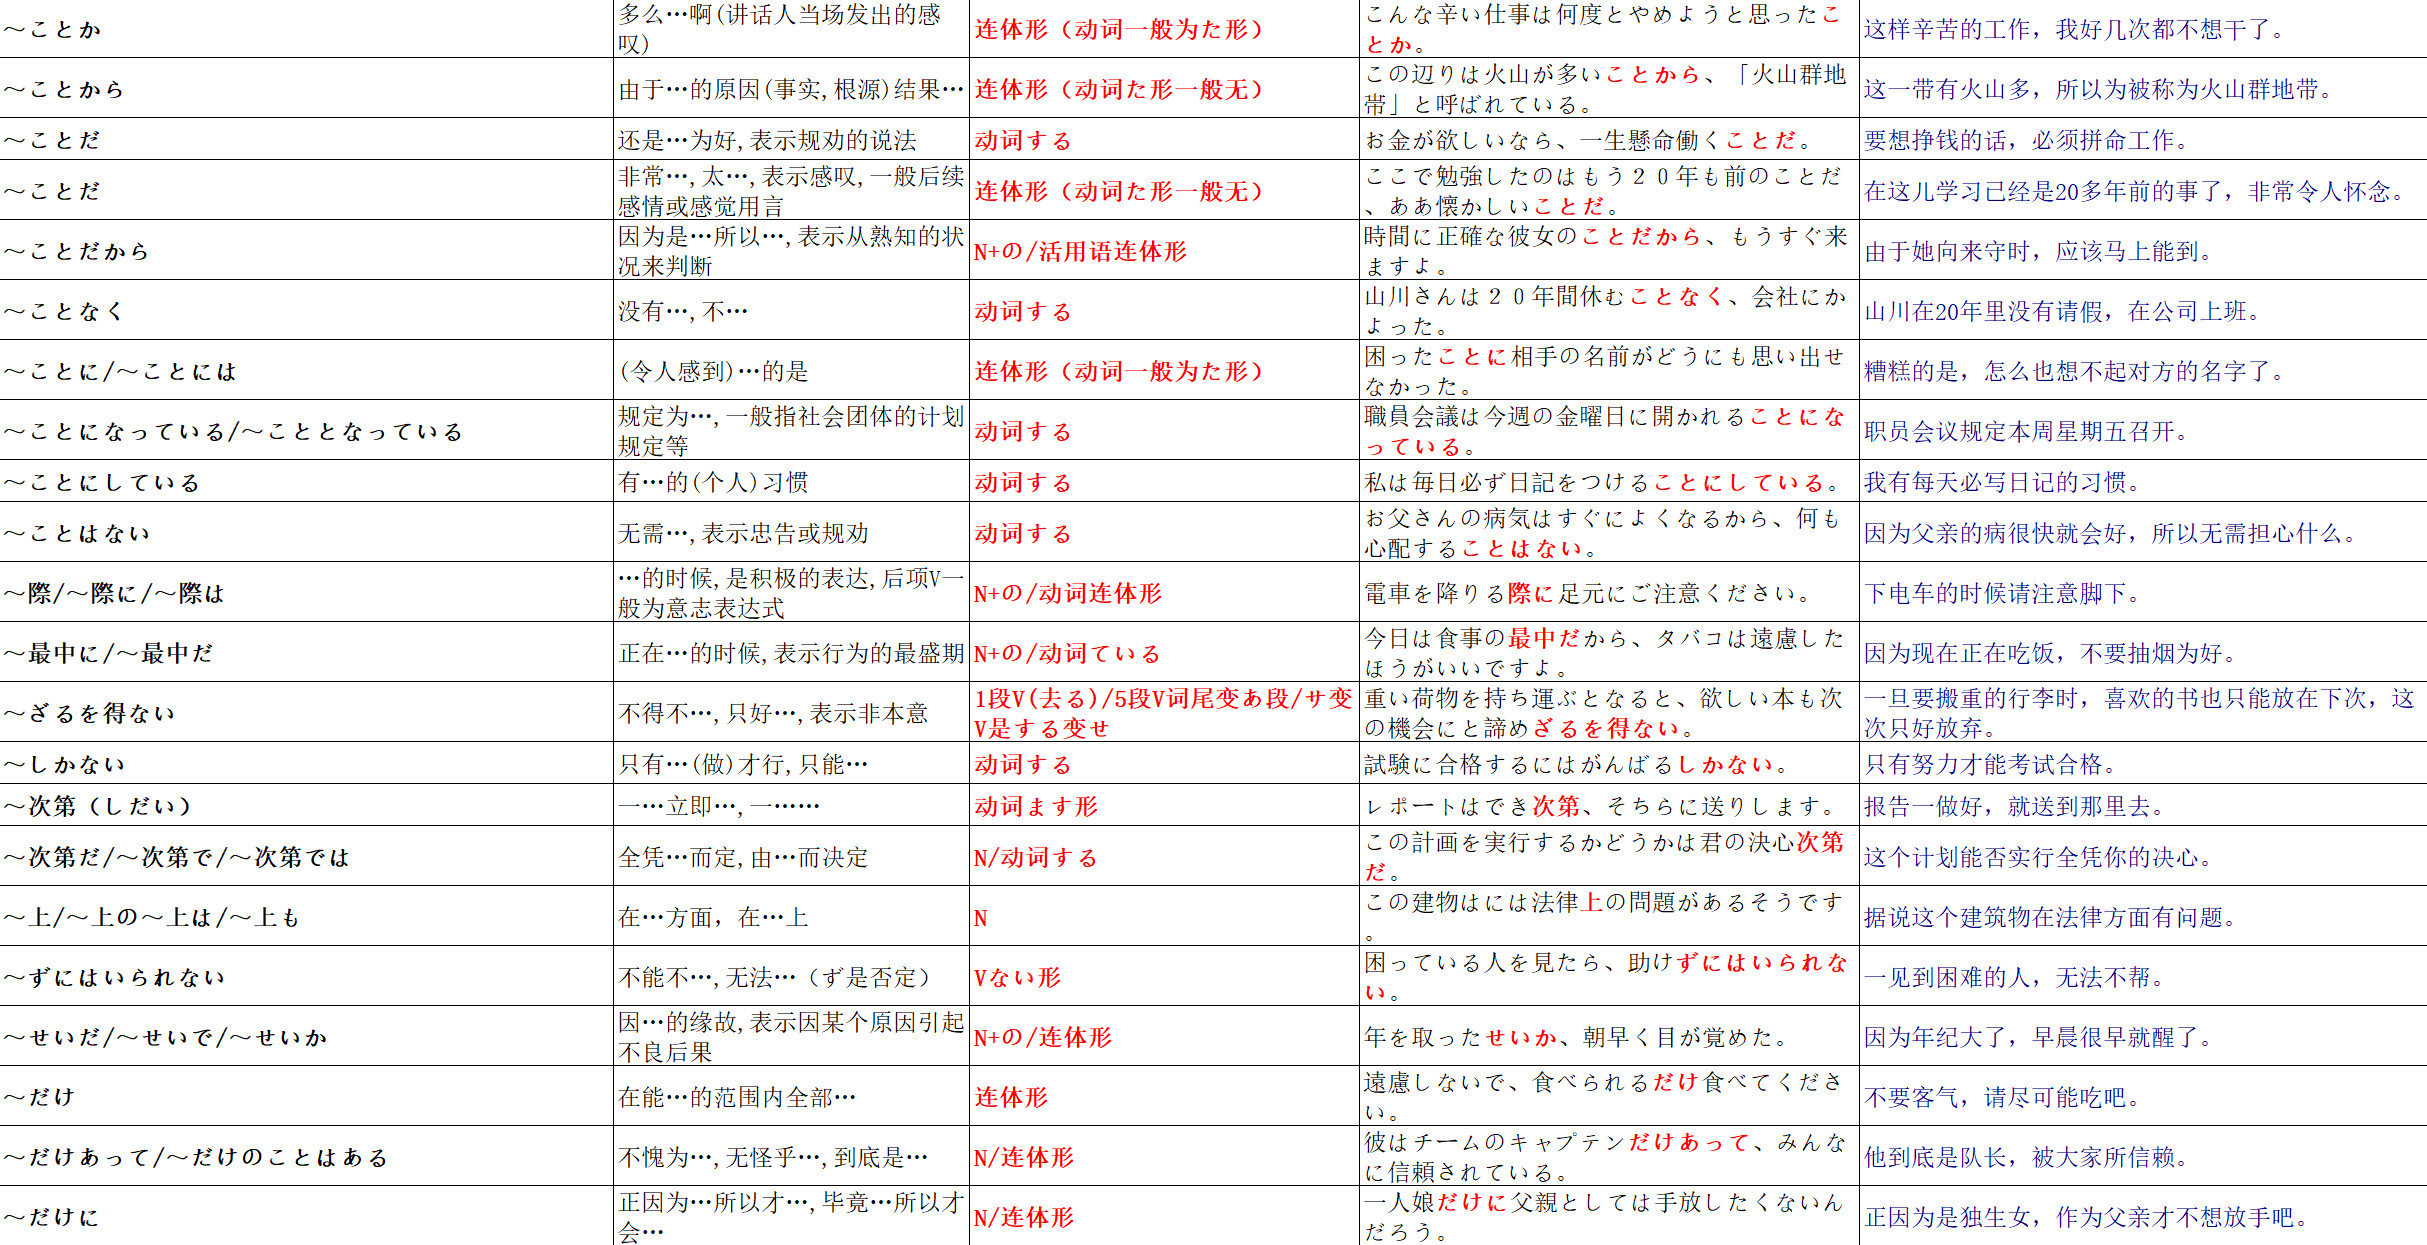 ～ことか
多么…啊(讲话人当场发出的感
叹)
连体形（动词一般为た形）
こんな辛い仕事は何度とやめようと思ったこ
とか。
这样辛苦的工作，我好几次都不想干了。
～ことから
由于…的原因(事实,根源)结果…
连体形（动词た形一般无）
この辺りは火山が多いことから、「火山群地
帯」と呼ばれている。
这一带有火山多，所以为被称为火山群地带。
～ことだ
还是…为好,表示规劝的说法
动词する
お金が欲しいなら、一生懸命働くことだ。
要想挣钱的话，必须拼命工作。
～ことだ
非常…,太…,表示感叹,一般后续
感情或感觉用言
连体形（动词た形一般无）
ここで勉強したのはもう２０年も前のことだ
、ああ懐かしいことだ。
在这儿学习已经是20多年前的事了，非常令人怀念。
～ことだから
因为是…所以…,表示从熟知的状
况来判断
N+の/活用语连体形
時間に正確な彼女のことだから、もうすぐ来
ますよ。
由于她向来守时，应该马上能到。
～ことなく
没有…,不…
动词する
山川さんは２０年間休むことなく、会社にか
よった。
山川在20年里没有请假，在公司上班。
～ことに/～ことには
(令人感到)…的是
连体形（动词一般为た形）
困ったことに相手の名前がどうにも思い出せ
なかった。
糟糕的是，怎么也想不起对方的名字了。
～ことになっている/～こととなっている
规定为…,一般指社会团体的计划
规定等
动词する
職員会議は今週の金曜日に開かれることにな
っている。
职员会议规定本周星期五召开。
～ことにしている
有…的(个人)习惯
动词する
私は毎日必ず日記をつけることにしている。
我有每天必写日记的习惯。
～ことはない
无需…,表示忠告或规劝
动词する
お父さんの病気はすぐによくなるから、何も
心配することはない。
因为父亲的病很快就会好，所以无需担心什么。
～際/～際に/～際は
…的时候,是积极的表达,后项V一
般为意志表达式
N+の/动词连体形
電車を降りる際に足元にご注意ください。
下电车的时候请注意脚下。
～最中に/～最中だ
正在…的时候,表示行为的最盛期
N+の/动词ている
今日は食事の最中だから、タバコは遠慮した
ほうがいいですよ。
因为现在正在吃饭，不要抽烟为好。
～ざるを得ない
不得不…,只好…,表示非本意
1段V(去る)/5段V词尾变あ段/サ变
V是する变せ
重い荷物を持ち運ぶとなると、欲しい本も次
の機会にと諦めざるを得ない。
一旦要搬重的行李时，喜欢的书也只能放在下次，这
次只好放弃。
～しかない
只有…(做)才行,只能…
动词する
試験に合格するにはがんばるしかない。
只有努力才能考试合格。
～次第（しだい）
一…立即…,一……
动词ます形
レポートはでき次第、そちらに送りします。
报告一做好，就送到那里去。
～次第だ/～次第で/～次第では
全凭…而定,由…而决定
N/动词する
この計画を実行するかどうかは君の決心次第
だ。
这个计划能否实行全凭你的决心。
～上/～上の～上は/～上も
在…方面，在…上
N
この建物はには法律上の問題があるそうです
。
据说这个建筑物在法律方面有问题。
～ずにはいられない
不能不…,无法…（ず是否定）
Vない形
困っている人を見たら、助けずにはいられな
い。
一见到困难的人，无法不帮。
～せいだ/～せいで/～せいか
因…的缘故,表示因某个原因引起
不良后果
N+の/连体形
年を取ったせいか、朝早く目が覚めた。
因为年纪大了，早晨很早就醒了。
～だけ
在能…的范围内全部…
连体形
遠慮しないで、食べられるだけ食べてくださ
い。
不要客气，请尽可能吃吧。
～だけあって/～だけのことはある
不愧为…,无怪乎…,到底是…
N/连体形
彼はチームのキャプテンだけあって、みんな
に信頼されている。
他到底是队长，被大家所信赖。
～だけに
正因为…所以才…,毕竟…所以才
会…
N/连体形
一人娘だけに父親としては手放したくないん
だろう。
正因为是独生女，作为父亲才不想放手吧。